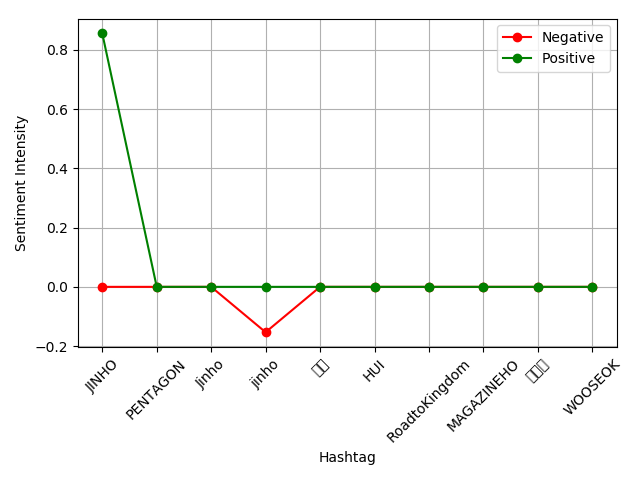 Negative
Positive
0.8
0.6
0.4
0.2
0.0
−0.2
Sentiment Intensity
JINHO
PENTAGON
Jinho
jinho
HUI
RoadtoKingdom
MAGAZINEHO
WOOSEOK
Hashtag